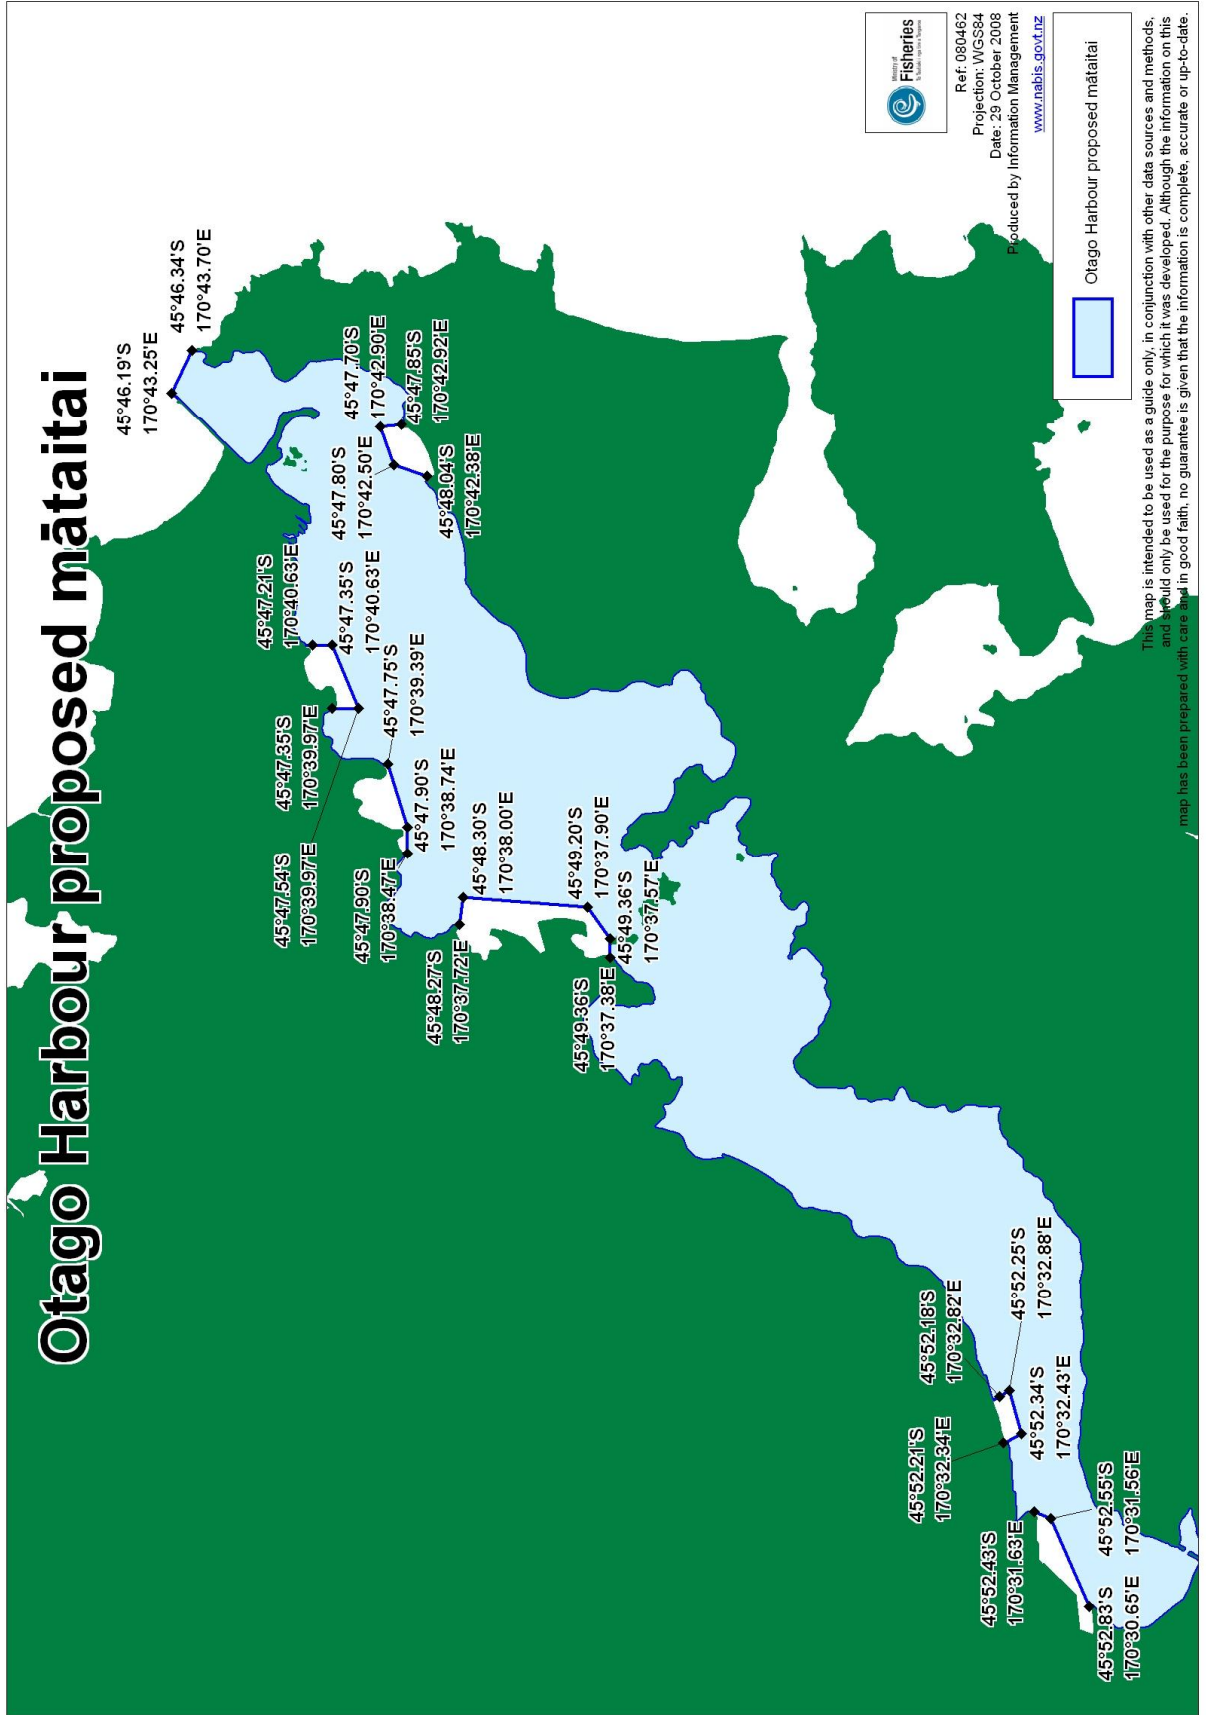 Otago Harbour proposed mātaitai
45°46.19'S
170°43.25'E
45°46.34'S
170°43.70'E
45°47.70'S
170°42.90'E
45°47.85'S
170°42.92'E
45°47.80'S
170°42.50'E
45°48.04'S
170°42.38'E
45°47.21'S
170°40.63'E
45°47.35'S
170°40.63'E
45°47.35'S
170°39.97'E
45°47.54'S
170°39.97'E
45°47.75'S
170°39.39'E
45°47.90'S
170°38.74'E
45°47.90'S
170°38.47'E
45°48.27'S
170°37.72'E
45°48.30'S
170°38.00'E
45°49.20'S
170°37.90'E
45°49.36'S
170°37.57'E
45°49.36'S
170°37.38'E
45°52.18'S
170°32.82'E
45°52.25'S
170°32.88'E
45°52.21'S
170°32.34'E
45°52.34'S
170°32.43'E
45°52.43'S
170°31.63'E
45°52.55'S
170°31.56'E
45°52.83'S
170°30.65'E
Ministry of
Fisheries
Ref: 080462
Projection: WGS84
Date: 29 October 2008
Produced by Information Management
www.nabis.govt.nz
Otago Harbour proposed mātaitai
This map is intended to be used as a guide only, in conjunction with other data sources and methods,
and should only be used for the purpose for which it was developed. Although the information on this
map has been prepared with care and in good faith, no guarantee is given that the information is complete, accurate or up-to-date.